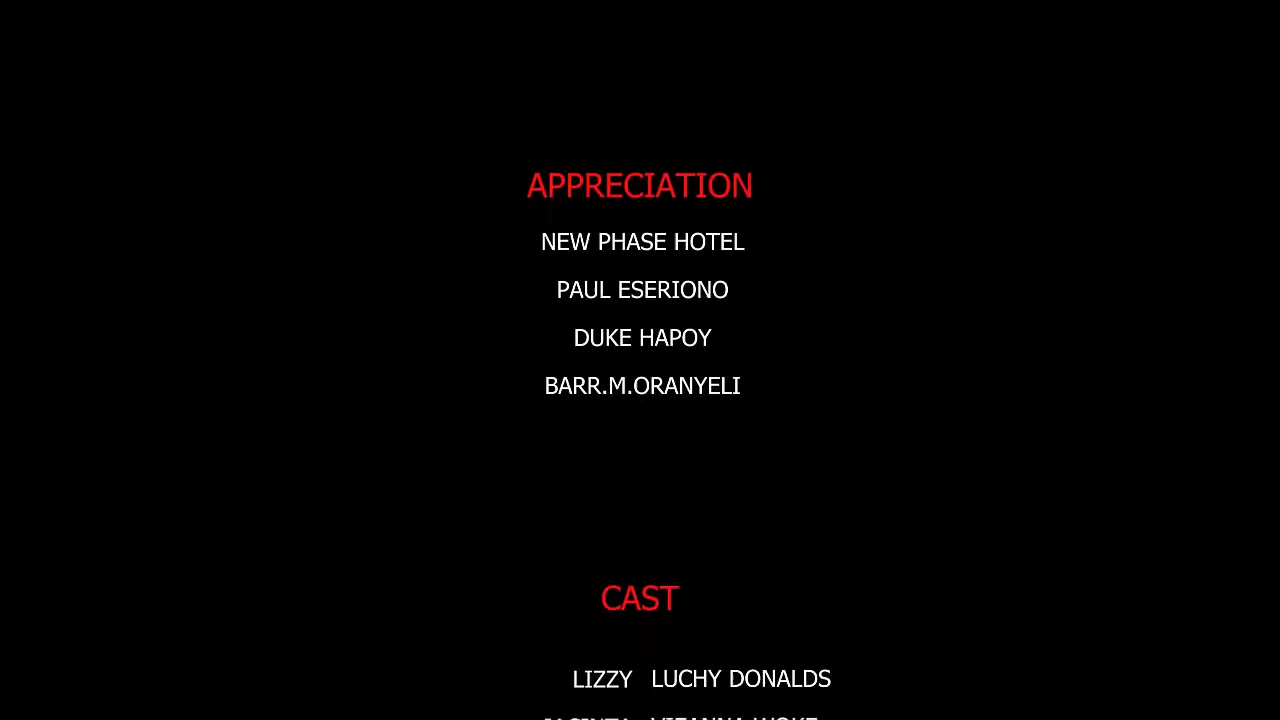 APPRECIATION
NEW PHASE HOTEL
PAUL ESERIONO
DUKE HAPOY
BARR.M.ORANYELI
CAST
LIZZY LUCHY DONALDS